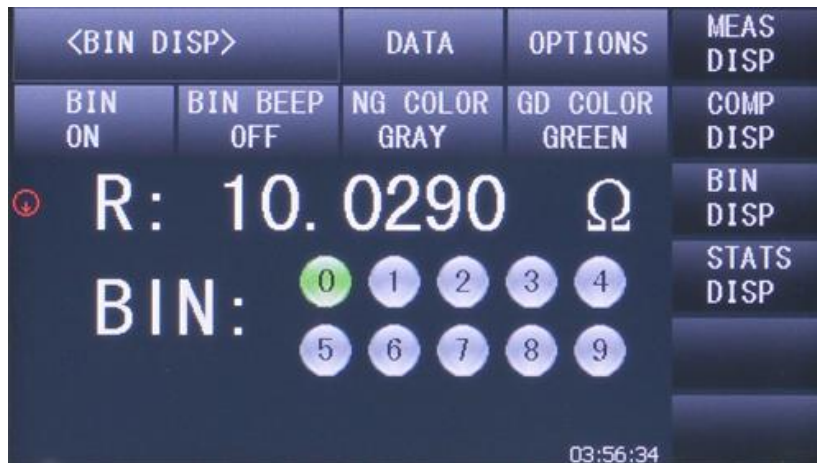 <BIN DISP>
DATA
OPTIONS
MEAS
DISP
BIN
ON
BIN BEEP
OFF
NG COLOR
GRAY
GD COLOR
GREEN
COMP
DISP
R: 10.0290 Ω
BIN
DISP
BIN:
0 1 2 3 4
5 6 7 8 9
STATS
DISP
03:56:34